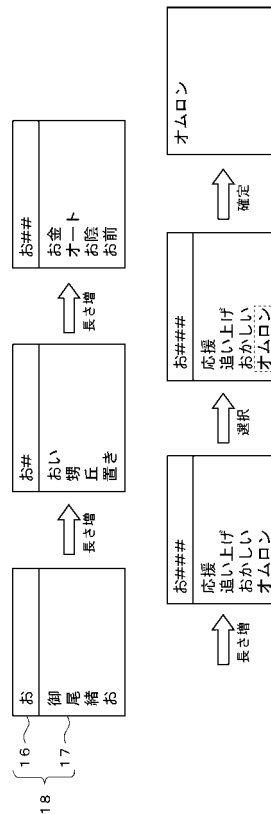 16
17
18
お
御
尾
緒
お
長さ増
お#
おい
甥
丘
置き
長さ増
お##
お金
オート
お陰
お前
長さ増
お###
応援
追い上げ
おかしい
オムロン
選択
お###
応援
追い上げ
おかしい
オムロン
確定
オムロン